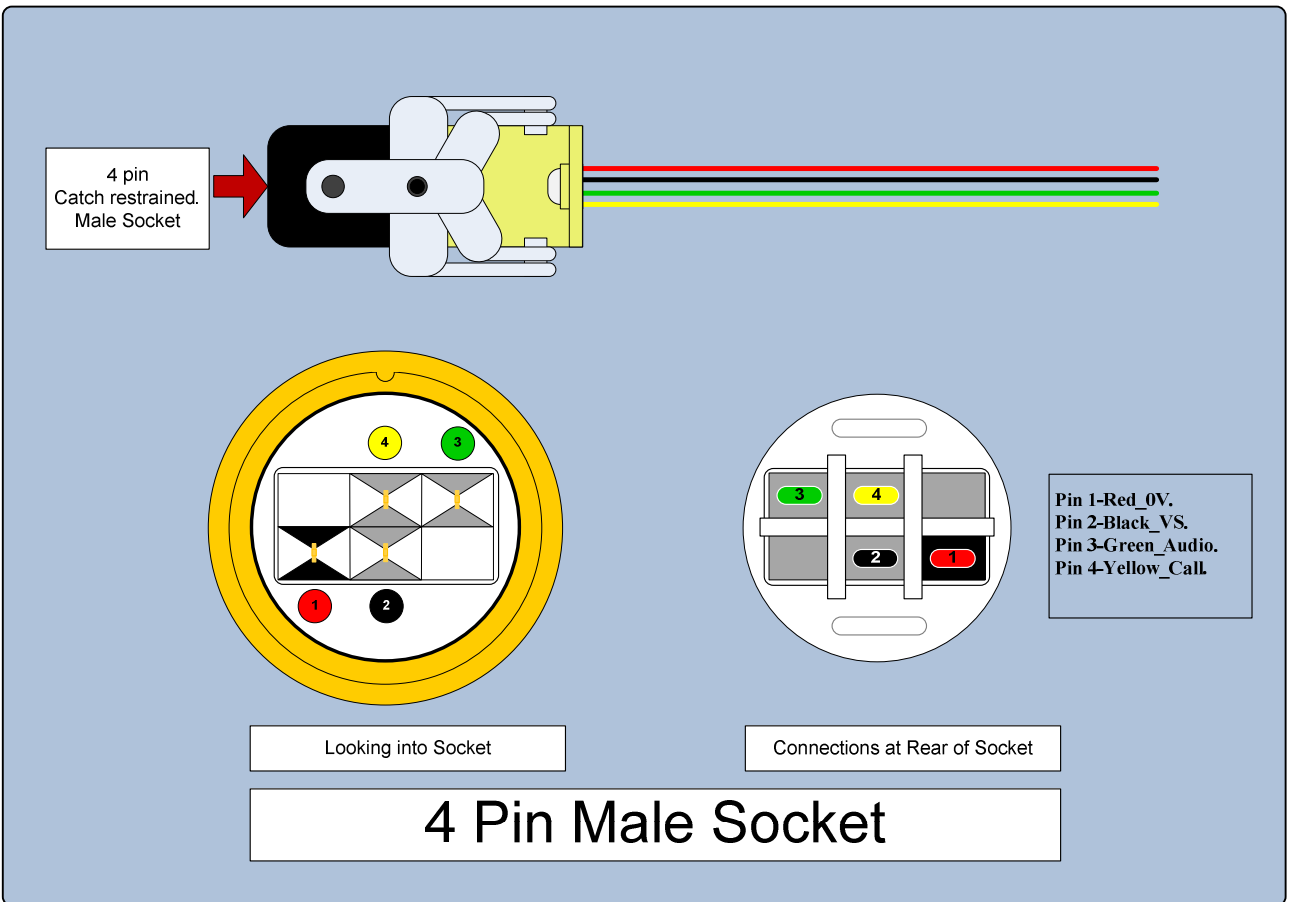 4 pin
Catch restrained.
Male Socket
4
3
1
2
3
4
2
1
Pin 1-Red_0V.
Pin 2-Black_VS.
Pin 3-Green_Audio.
Pin 4-Yellow_Call.
Looking into Socket
Connections at Rear of Socket
4 Pin Male Socket